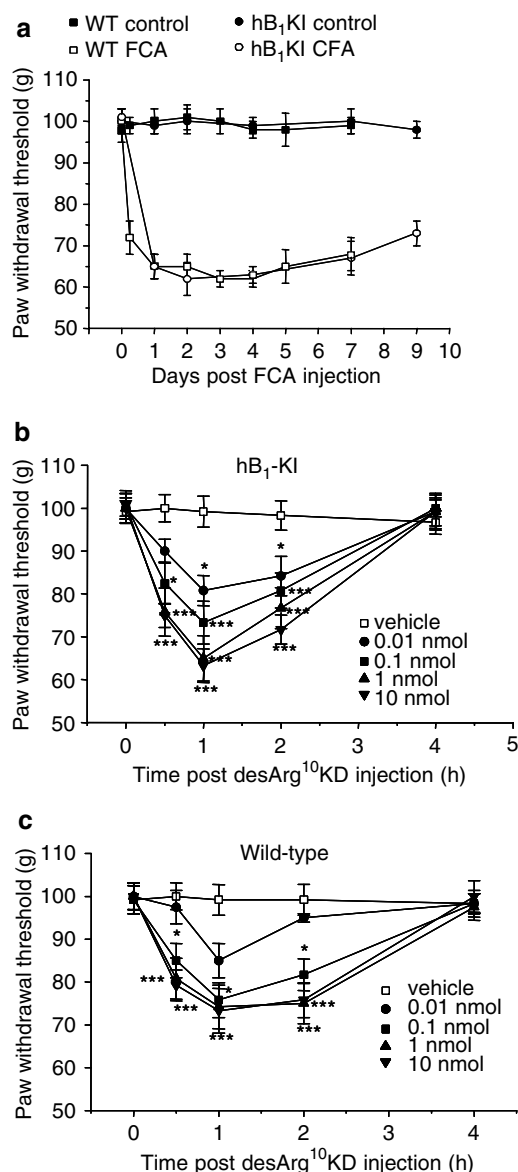 a
WT control
hB₁KI control
WT FCA
hB₁KI CFA
Paw withdrawal threshold (g)
110
100
90
80
70
60
50
0 1 2 3 4 5 6 7 8 9 10
Days post FCA injection
b
hB₁-KI
Paw withdrawal threshold (g)
110
100
90
80
70
60
50
* * * *** *** *** *** *** *** *** ***
vehicle
0.01 nmol
0.1 nmol
1 nmol
10 nmol
0 1 2 3 4 5
Time post desArg¹⁰KD injection (h)
c
Wild-type
Paw withdrawal threshold (g)
110
100
90
80
70
60
50
* * * *** *** *** *** ***
vehicle
0.01 nmol
0.1 nmol
1 nmol
10 nmol
0 1 2 3 4
Time post desArg¹⁰KD injection (h)